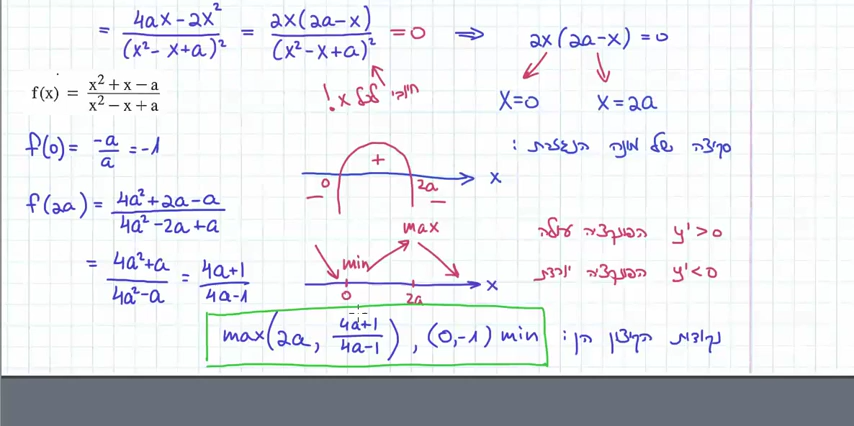 = (4ax - 2x²)/(x² - x + a)² = 2x(2a - x)/(x² - x + a)² = 0 ⟹ 2x(2a - x) = 0
חיובי לכל x!
x = 0 x = 2a
f(x) = (x² + x − a)/(x² − x + a)
f(0) = -a/a = -1
סקיצה של מונה הנגזרת:
0 + 2a x
− −
f(2a) = (4a² + 2a - a)/(4a² - 2a + a)
= (4a² + a)/(4a² - a) = (4a + 1)/(4a - 1)
max
min
0 2a x
y' > 0 הפונקציה עולה
y' < 0 הפונקציה יורדת
נקודות הקיצון הן: max(2a, (4a+1)/(4a-1)), (0,-1) min